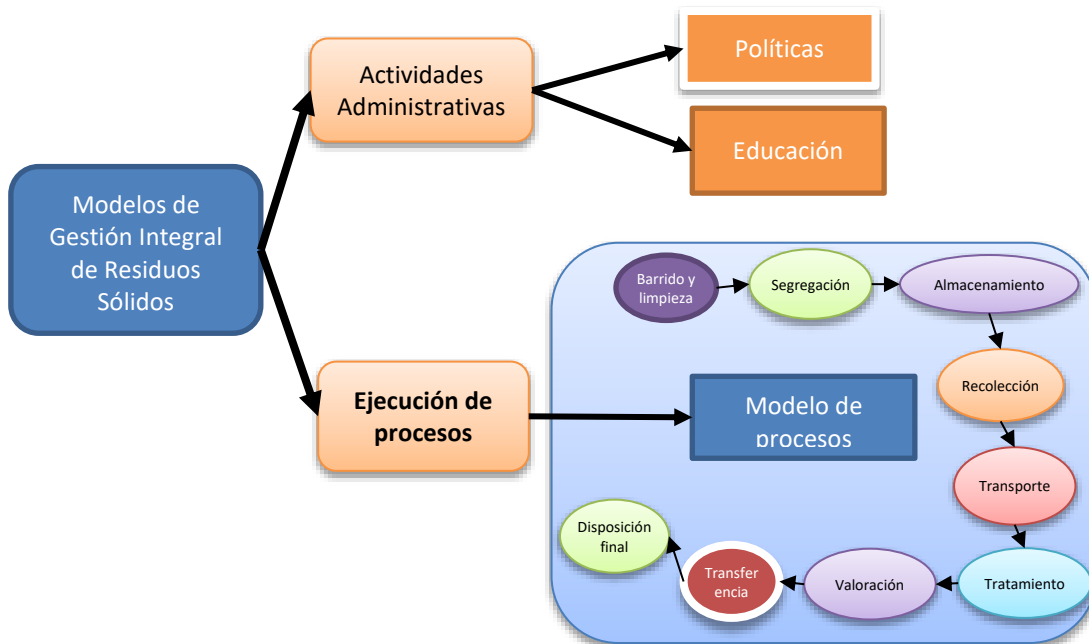 Modelos de
Gestión Integral
de Residuos
Sólidos
Actividades
Administrativas
Políticas
Educación
Ejecución de
procesos
Modelo de
procesos
Barrido y
limpieza
Segregación
Almacenamiento
Recolección
Transporte
Tratamiento
Valoración
Transfer
encia
Disposición
final